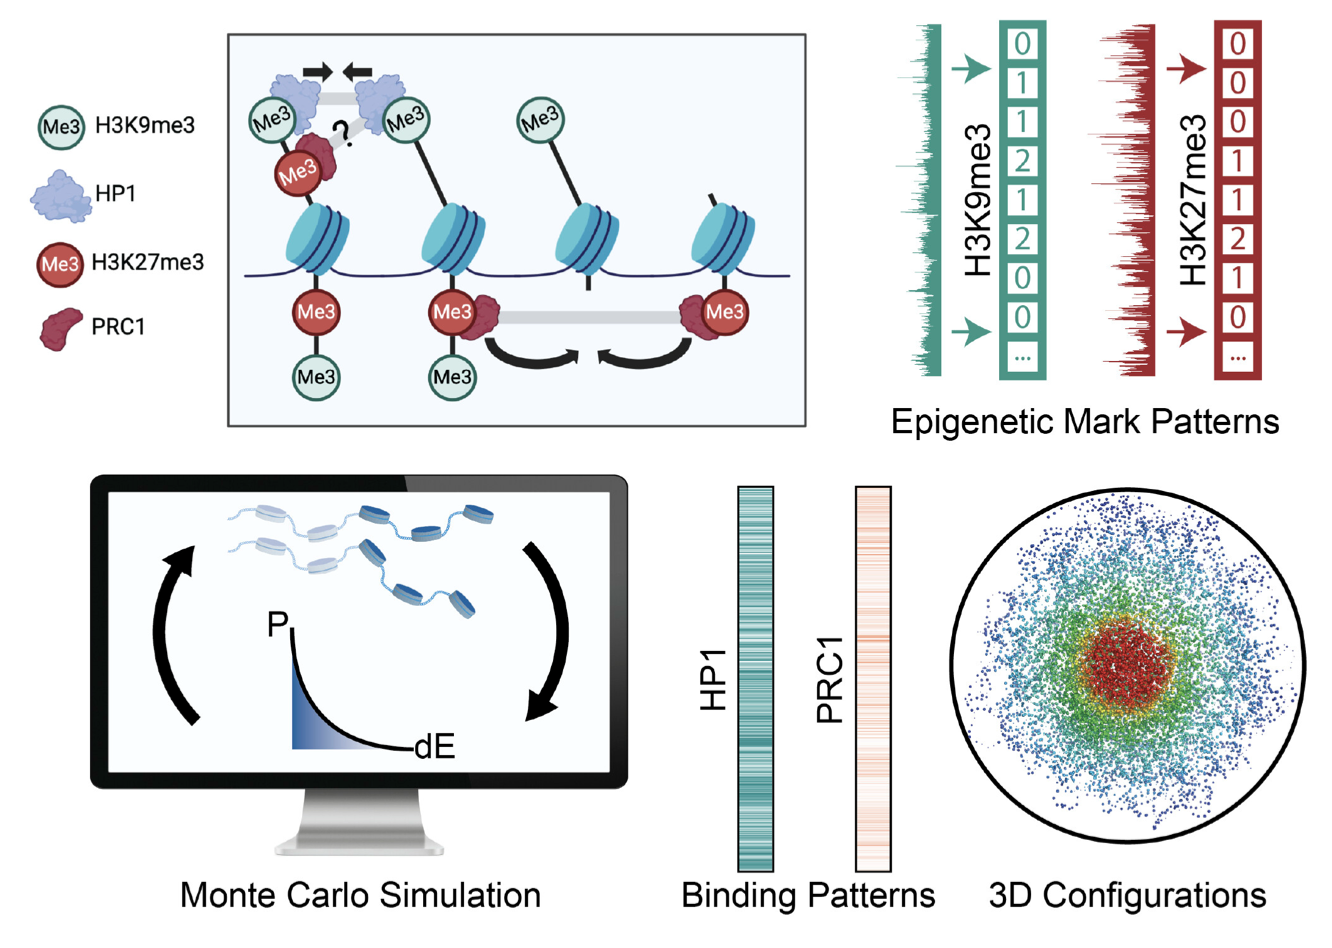 Me3 H3K9me3
HP1
Me3 H3K27me3
PRC1
Me3
Me3
Me3
?
Me3
Me3
Me3
Me3
Me3
Me3
H3K9me3
0
1
1
2
1
2
0
0
...
H3K27me3
0
0
0
1
1
2
1
0
...
Epigenetic Mark Patterns
P
dE
Monte Carlo Simulation
HP1
PRC1
Binding Patterns
3D Configurations